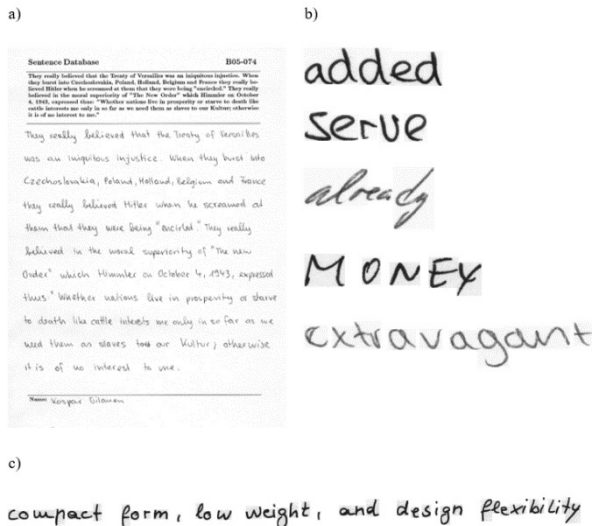 a)
b)
Sentence Database B05-074
They really believed that the Treaty of Versailles was an iniquitous injustice. When
they burst into Czechoslovakia, Poland, Holland, Belgium and France they really be-
lieved Hitler when he screamed at them that they were being "encircled." They really
believed in the moral superiority of "The New Order" which Himmler on October
4, 1943, expressed thus: "Whether nations live in prosperity or starve to death like
cattle interests me only in so far as we need them as slaves to our Kultur; otherwise
it is of no interest to me."
They really believed that the Treaty of Versailles
was an iniquitous injustice. When they burst into
Czechoslovakia, Poland, Holland, Belgium and France
they really believed Hitler when he screamed at
them that they were being "encircled." They really
believed in the moral superiority of "The new
Order" which Himmler on October 4, 1943, expressed
thus: "Whether nations live in prosperity or starve
to death like cattle interests me only in so far as we
need them as slaves to our Kultur; otherwise
it is of no interest to me.
Name
added
serve
already
MONEY
extravagant
c)
compact form, low weight, and design flexibility